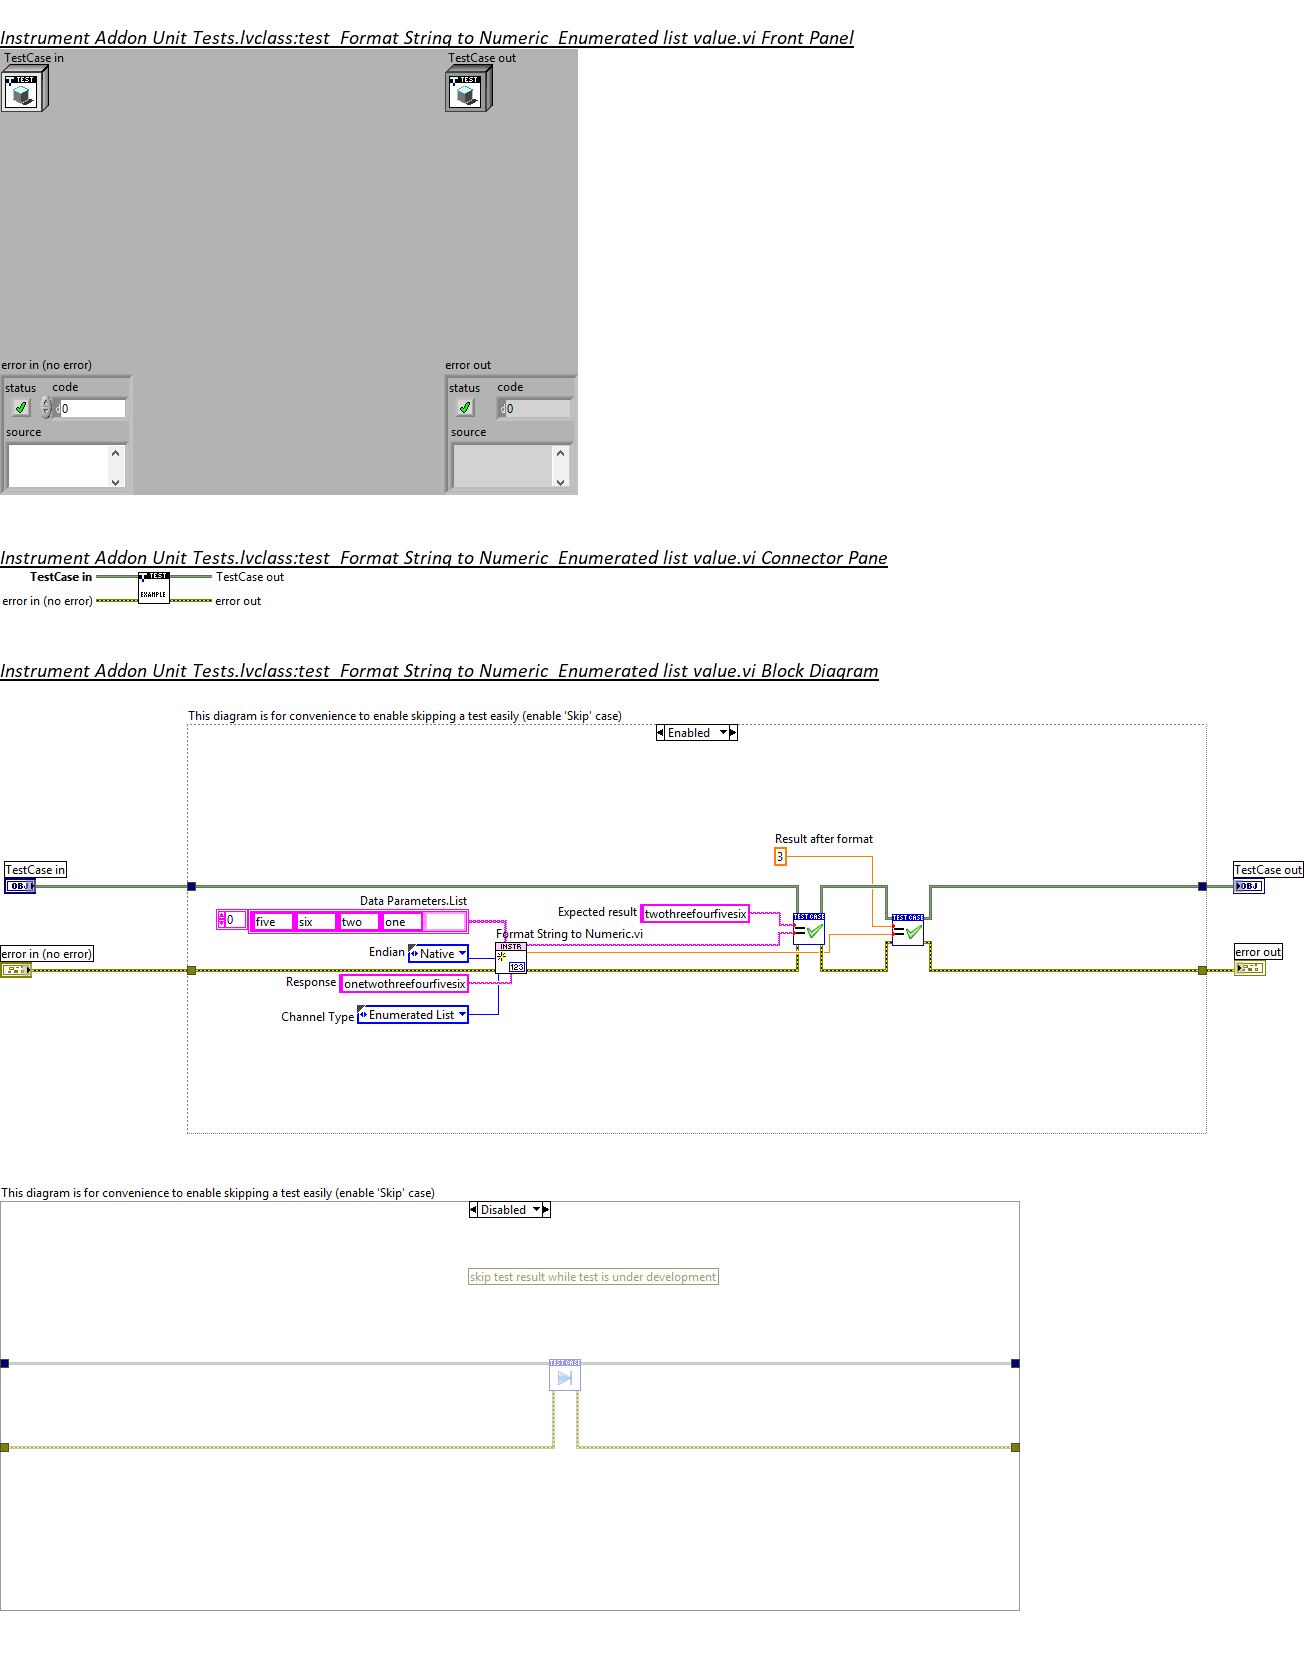 Instrument Addon Unit Tests.lvclass:test_Format String to Numeric_Enumerated list value.vi Front Panel
TestCase in
TestCase out
TEST
TEST
error in (no error)
error out
status
code
status
code
0
d0
source
source
Instrument Addon Unit Tests.lvclass:test_Format String to Numeric_Enumerated list value.vi Connector Pane
TestCase in
TEST
EXAMPLE
TestCase out
error in (no error)
error out
Instrument Addon Unit Tests.lvclass:test_Format String to Numeric_Enumerated list value.vi Block Diagram
This diagram is for convenience to enable skipping a test easily (enable 'Skip' case)
Enabled
Result after format
3
TestCase in
OBJ
TestCase out
OBJ
Data Parameters.List
0
five
six
two
one
Expected result
twothreefourfivesix
TEST CASE
TEST CASE
Format String to Numeric.vi
INSTR
123
Endian
Native
error in (no error)
error out
Response
onetwothreefourfivesix
Channel Type
Enumerated List
This diagram is for convenience to enable skipping a test easily (enable 'Skip' case)
Disabled
skip test result while test is under development
TEST CASE